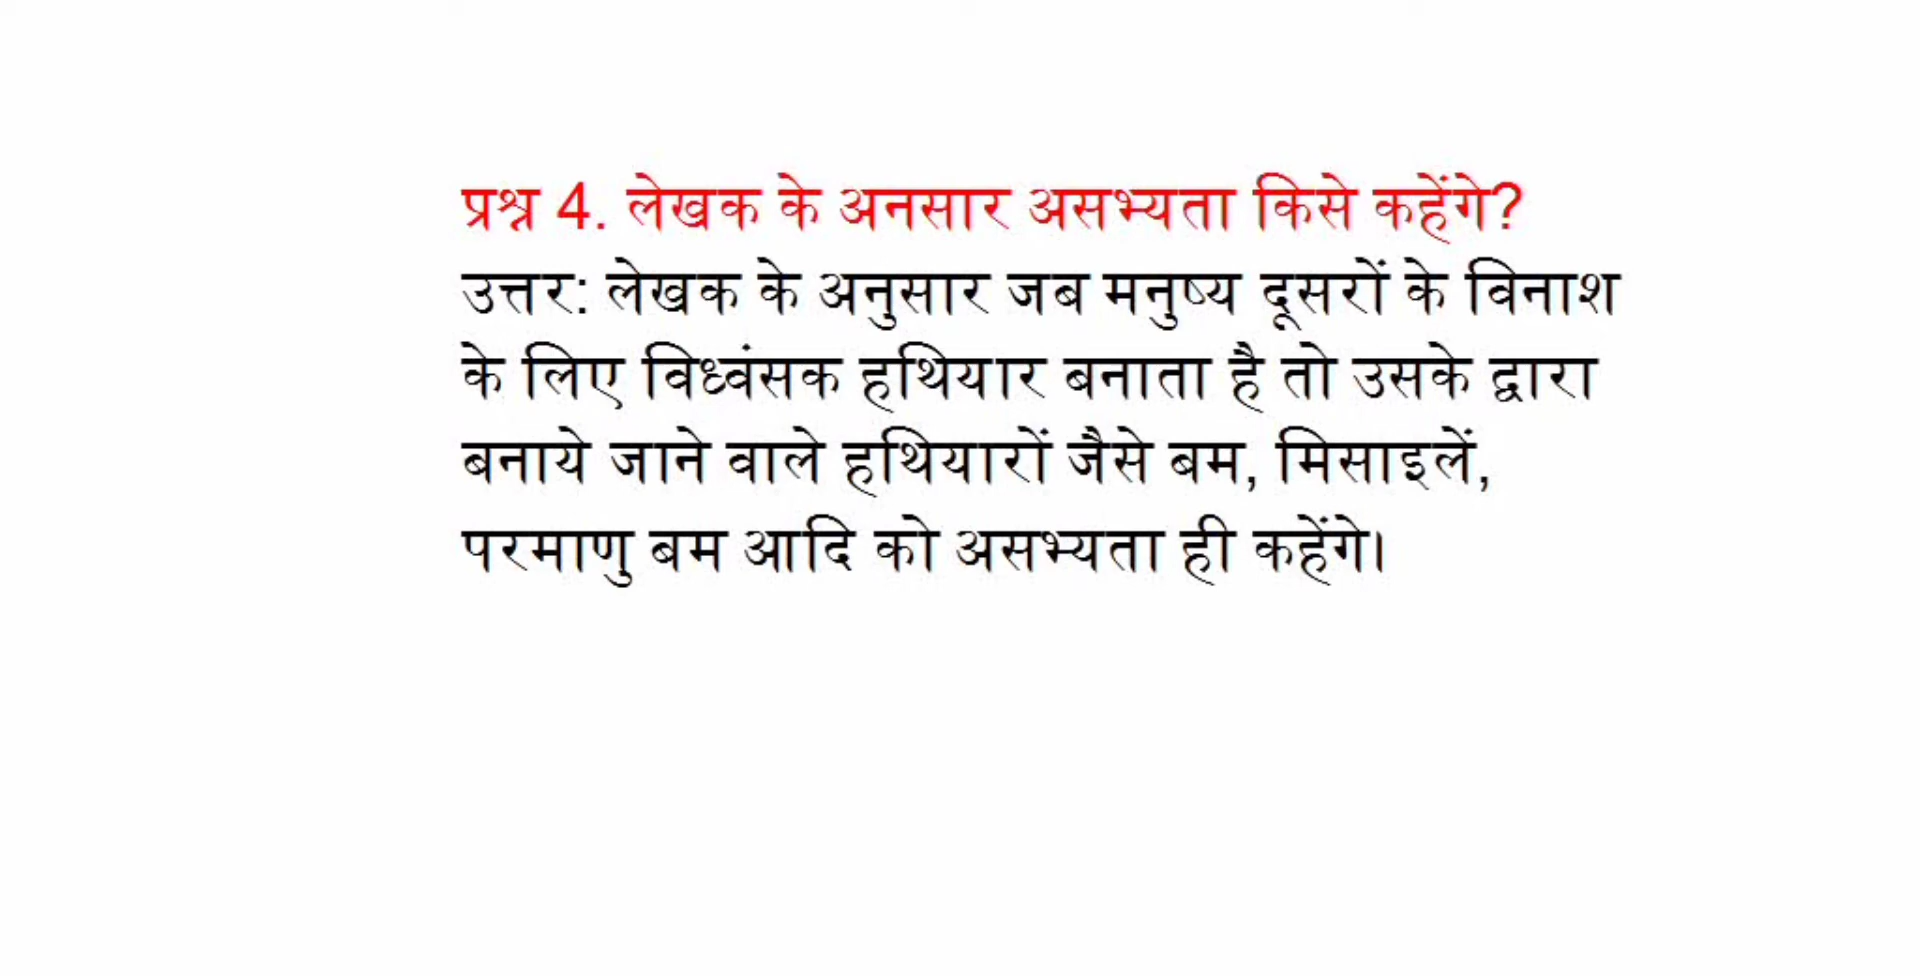 प्रश्न 4. लेखक के अनसार असभ्यता किसे कहेंगे?
उत्तर: लेखक के अनुसार जब मनुष्य दूसरों के विनाश
के लिए विध्वंसक हथियार बनाता है तो उसके द्वारा
बनाये जाने वाले हथियारों जैसे बम, मिसाइलें,
परमाणु बम आदि को असभ्यता ही कहेंगे।